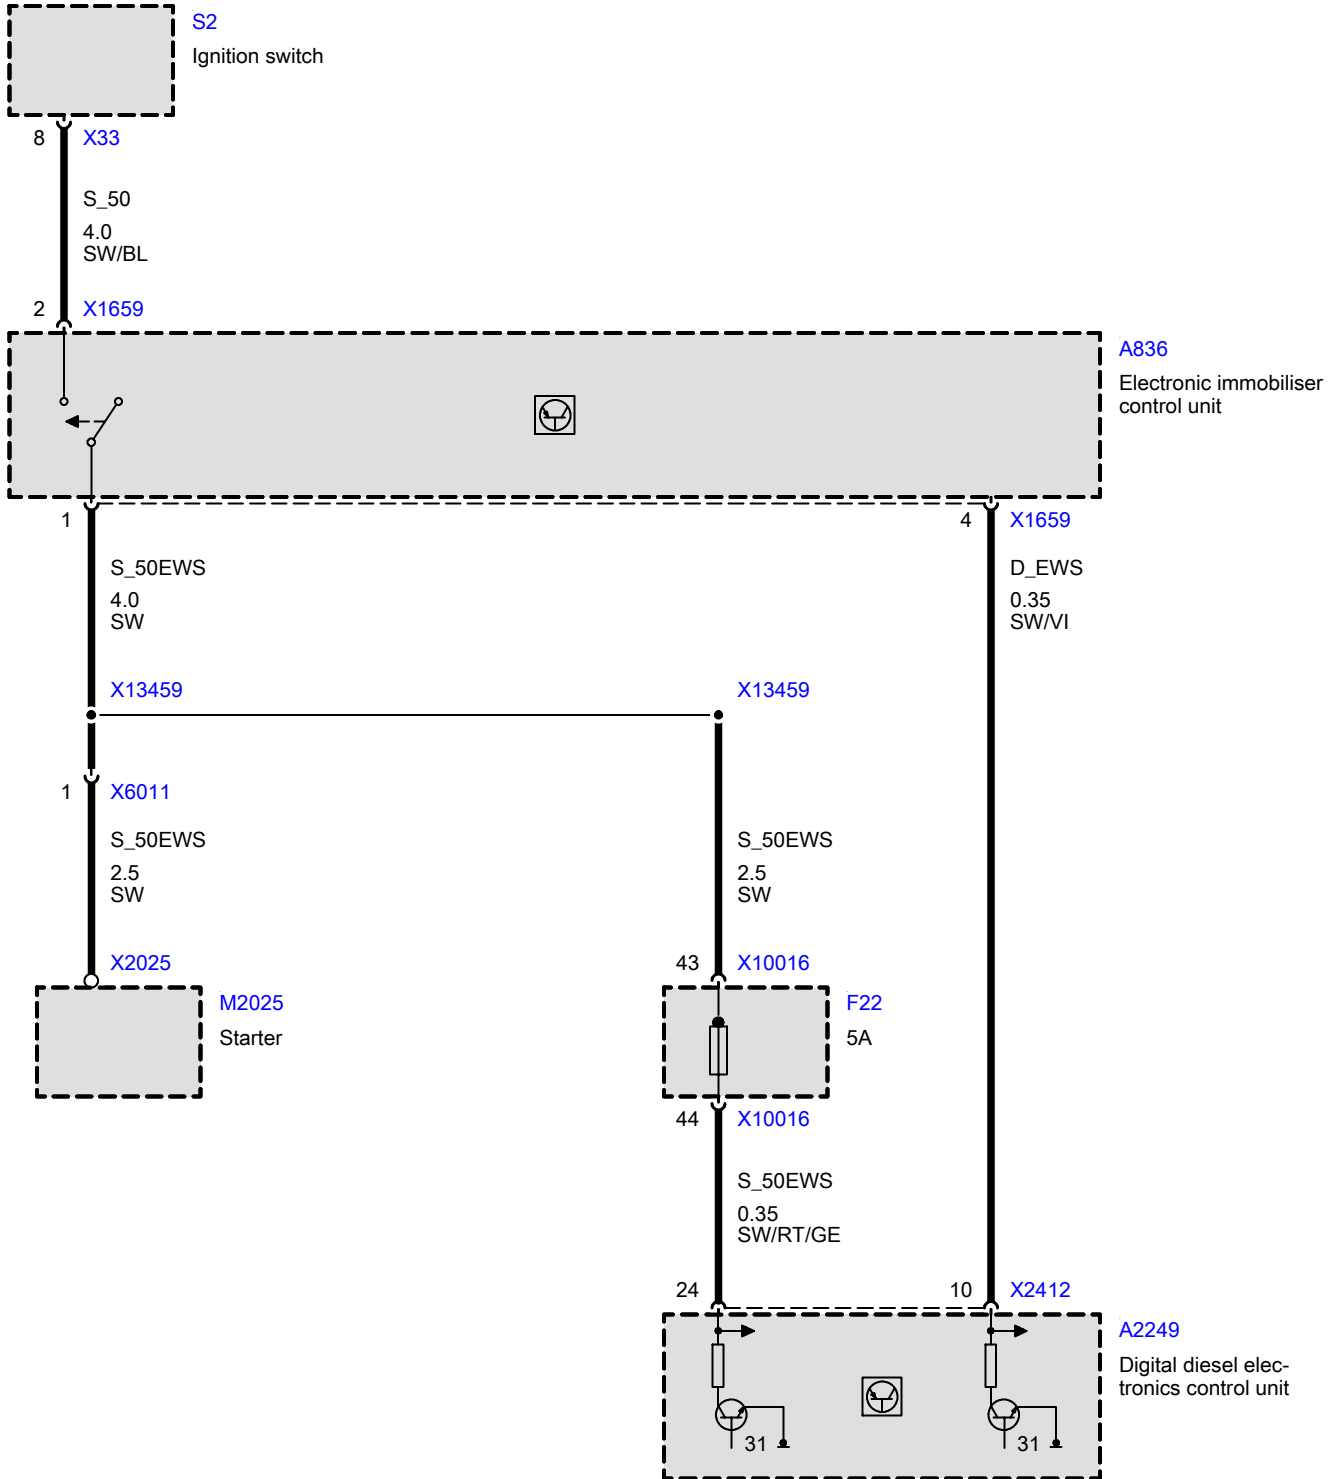 S2
Ignition switch
8 X33
S_50
4.0
SW/BL
2 X1659
A836
Electronic immobiliser
control unit
1
4 X1659
S_50EWS
4.0
SW
D_EWS
0.35
SW/VI
X13459
X13459
1 X6011
S_50EWS
2.5
SW
S_50EWS
2.5
SW
X2025
43 X10016
M2025
Starter
F22
5A
44 X10016
S_50EWS
0.35
SW/RT/GE
24
10 X2412
A2249
Digital diesel elec-
tronics control unit
31
31